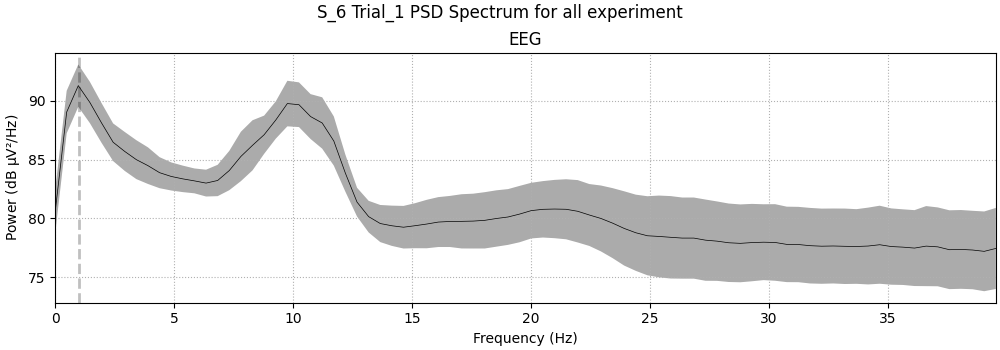 S_6 Trial_1 PSD Spectrum for all experiment
EEG
Power (dB µV²/Hz)
90
85
80
75
0 5 10 15 20 25 30 35
Frequency (Hz)